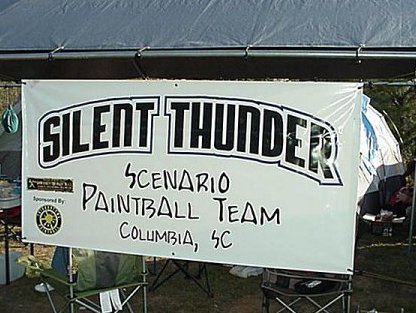 SILENT THUNDER
SCENARIO
PAINTBALL TEAM
COLUMBIA, SC
Sponsored By: